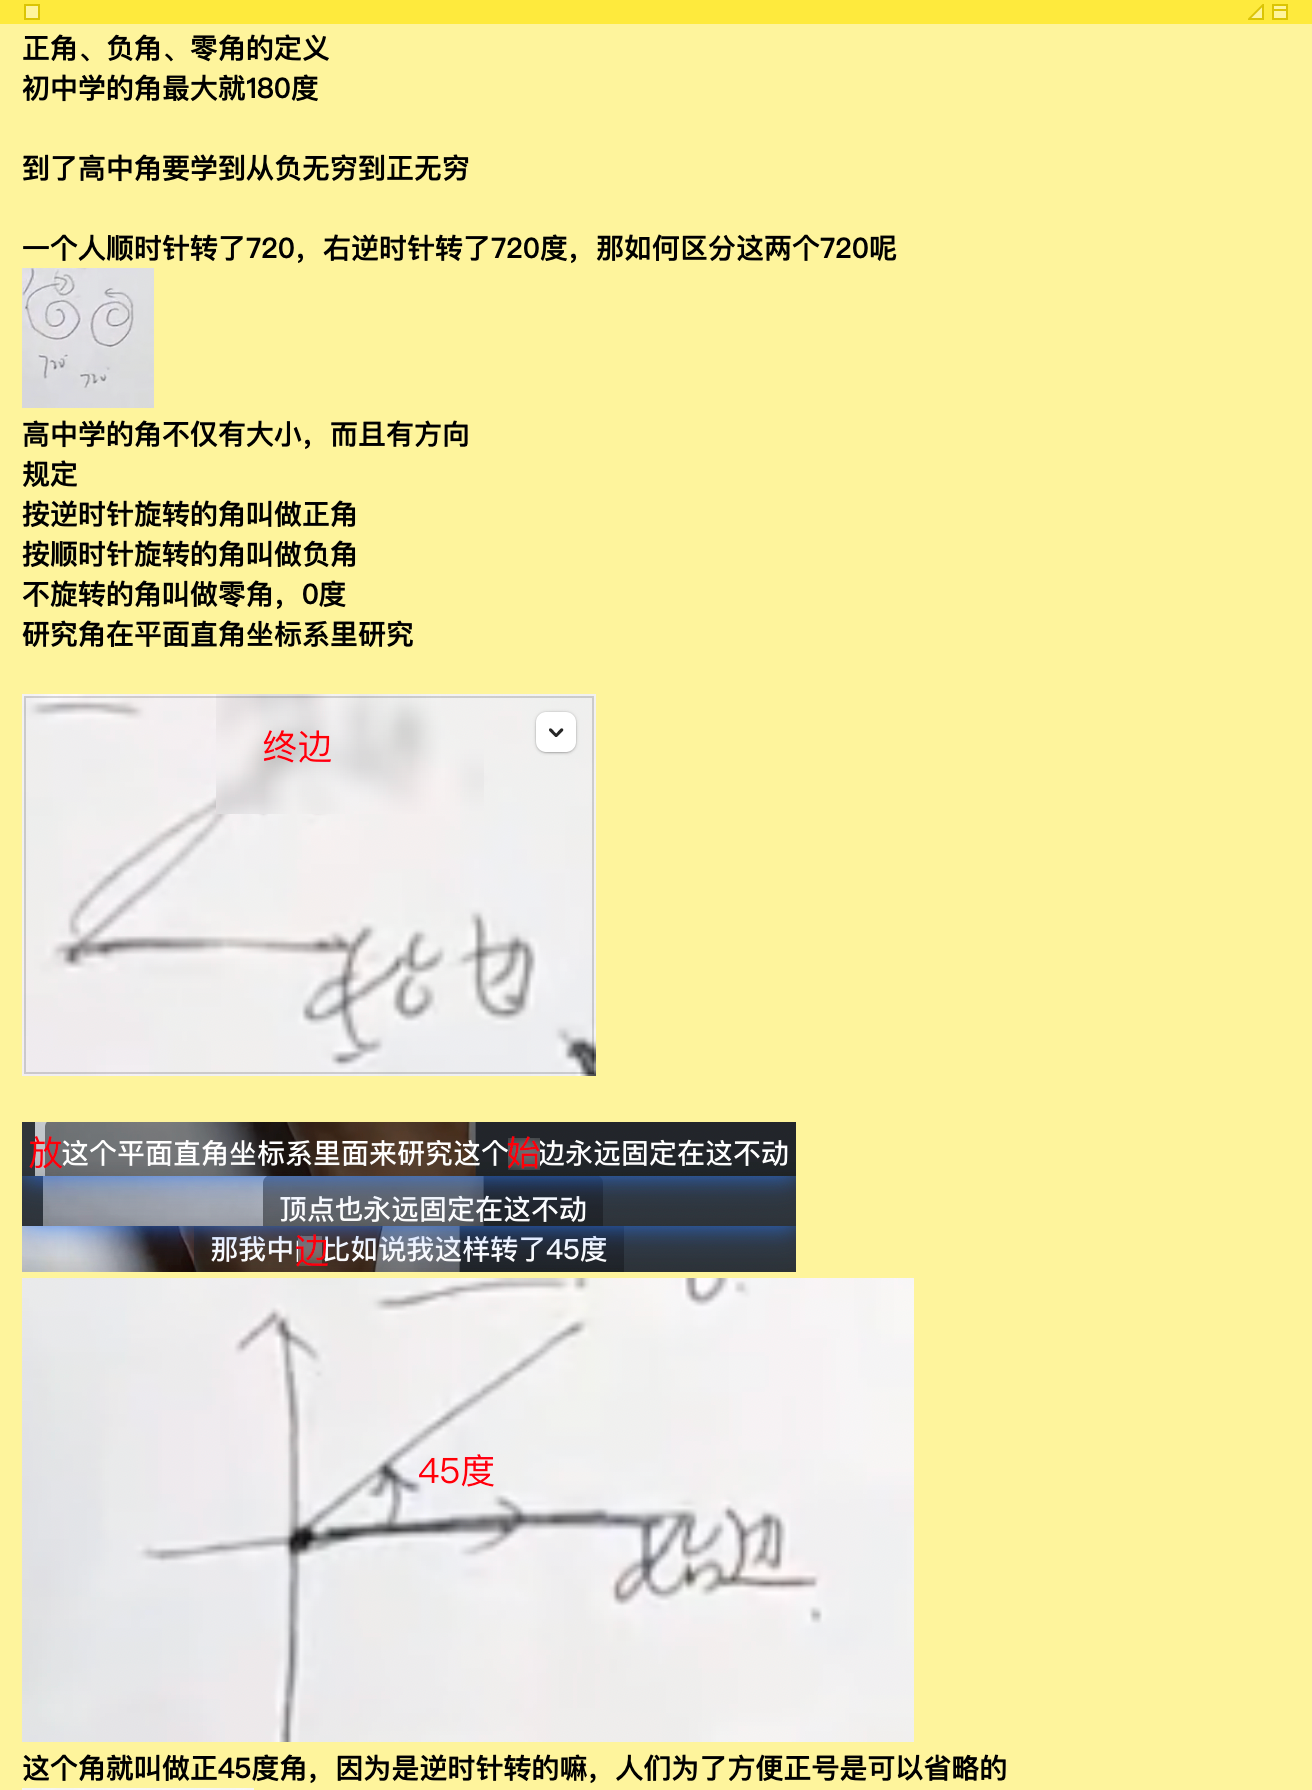 正角、负角、零角的定义
初中学的角最大就180度
到了高中角要学到从负无穷到正无穷
一个人顺时针转了720，右逆时针转了720度，那如何区分这两个720呢
720° 720°
高中学的角不仅有大小，而且有方向
规定
按逆时针旋转的角叫做正角
按顺时针旋转的角叫做负角
不旋转的角叫做零角，0度
研究角在平面直角坐标系里研究
终边
始边
放这个平面直角坐标系里面来研究这个始边永远固定在这不动
顶点也永远固定在这不动
那我中边比如说我这样转了45度
45度
始边
这个角就叫做正45度角，因为是逆时针转的嘛，人们为了方便正号是可以省略的